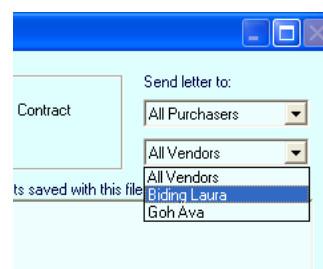 Send letter to:
Contract
All Purchasers
All Vendors
All Vendors
ts saved with this file
Biding Laura
Goh Ava